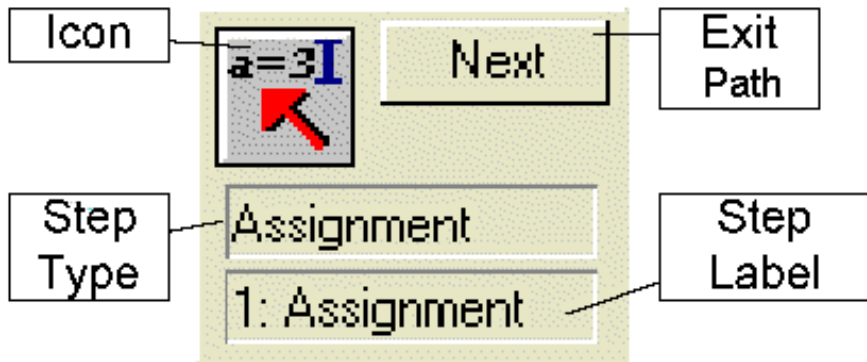 Icon
a=3
Next
Exit
Path
Step
Type
Assignment
Step
Label
1: Assignment